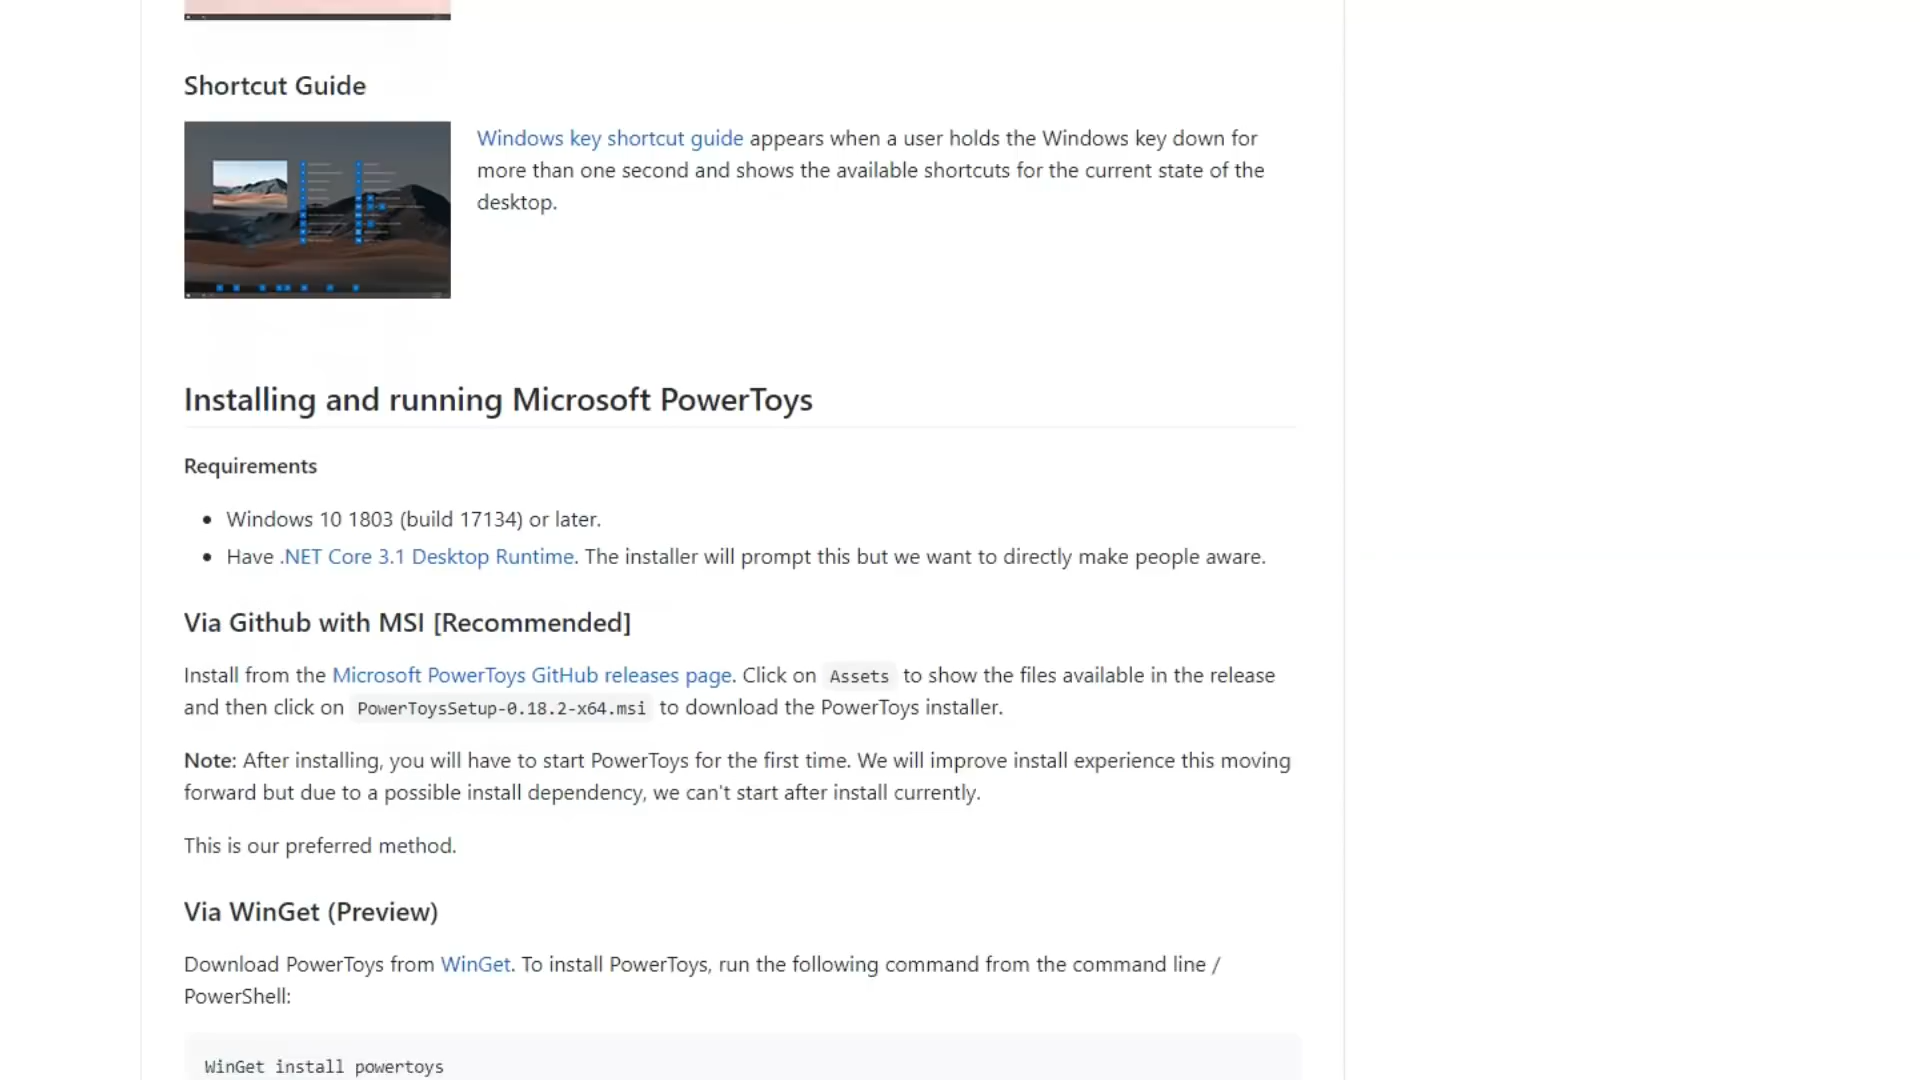 Shortcut Guide
Windows key shortcut guide appears when a user holds the Windows key down for
more than one second and shows the available shortcuts for the current state of the
desktop.
Installing and running Microsoft PowerToys
Requirements
Windows 10 1803 (build 17134) or later.
Have .NET Core 3.1 Desktop Runtime. The installer will prompt this but we want to directly make people aware.
Via Github with MSI [Recommended]
Install from the Microsoft PowerToys GitHub releases page. Click on Assets to show the files available in the release
and then click on PowerToysSetup-0.18.2-x64.msi to download the PowerToys installer.
Note: After installing, you will have to start PowerToys for the first time. We will improve install experience this moving
forward but due to a possible install dependency, we can't start after install currently.
This is our preferred method.
Via WinGet (Preview)
Download PowerToys from WinGet. To install PowerToys, run the following command from the command line /
PowerShell:
WinGet install powertoys